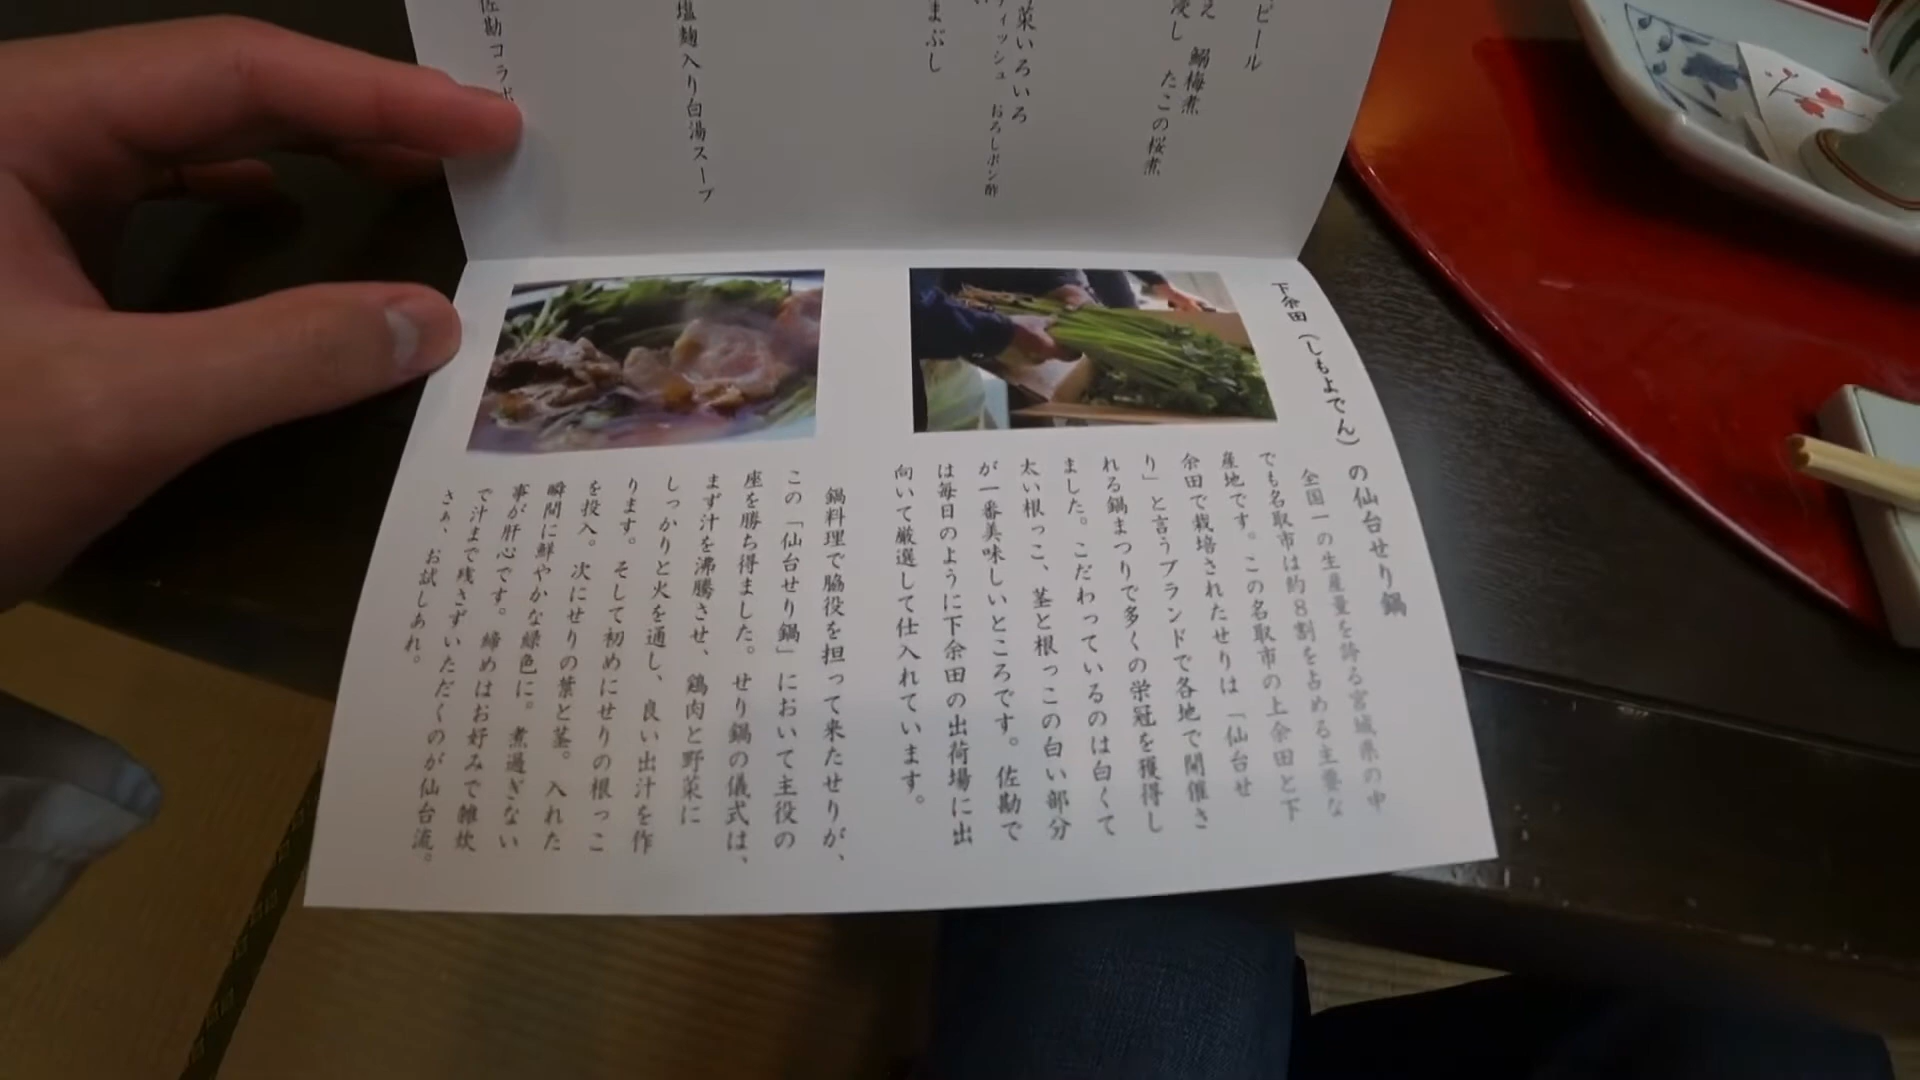 ビール
え 鰯梅煮
浸し たこの桜煮
菜いろいろ
ィッシュ おろしポン酢
まぶし
塩麹入り白湯スープ
佐勘コラボ
下余田（しもよでん）の仙台せり鍋
全国一の生産量を誇る宮城県の中
でも名取市は約8割を占める主要な
産地です。この名取市の上余田と下
余田で栽培されたせりは「仙台せ
り」と言うブランドで各地で開催さ
れる鍋まつりで多くの栄冠を獲得し
ました。こだわっているのは白くて
太い根っこ、茎と根っこの白い部分
が一番美味しいところです。佐勘で
は毎日のように下余田の出荷場に出
向いて厳選して仕入れています。
鍋料理で脇役を担って来たせりが、
この「仙台せり鍋」において主役の
座を勝ち得ました。せり鍋の儀式は、
まず汁を沸騰させ、鶏肉と野菜に
しっかりと火を通し、良い出汁を作
ります。そして初めにせりの根っこ
を投入。次にせりの葉と茎。入れた
瞬間に鮮やかな緑色に。煮過ぎない
事が肝心です。締めはお好みで雑炊
で汁まで残さずいただくのが仙台流。
さぁ、お試しあれ。